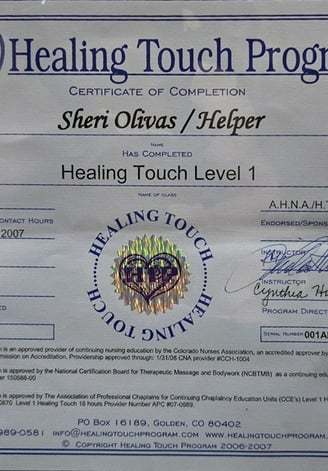 Healing Touch Progr
CERTIFICATE OF COMPLETION
Sheri Olivas / Helper
NAME
HAS COMPLETED
Healing Touch Level 1
NAME OF CLASS
A.H.N.A./H.T
ONTACT HOURS
ENDORSED/SPONS
2007
HEALING TOUCH
HTP
HEALING TOUCH
INSTRUCTOR
INSTRUCTOR
Cynthia
PROGRAM DIRECT
SERIAL NUMBER 001A
is an approved provider of continuing nursing education by the Colorado Nurses Association, an accredited approver by
mission on Accreditation. Providership approved through: 1/31/08 CNA provider #CCH-1004
is approved by the National Certification Board for Therapeutic Massage and Bodywork (NCBTMB) as a continuing edu
er 150588-00
is approved by The Association of Professional Chaplains for Continuing Chaplaincy Education Units (CCE's) Level 1 H
0870 Level 1 Healing Touch 18 hours Provider Number APC #07-0989.
PO BOX 16189, GOLDEN, CO 80402
989-0581 INFO@HEALINGTOUCHPROGRAM.COM WWW.HEALINGTOUCHPROGRAM.
© COPYRIGHT HEALING TOUCH PROGRAM 2006-2007